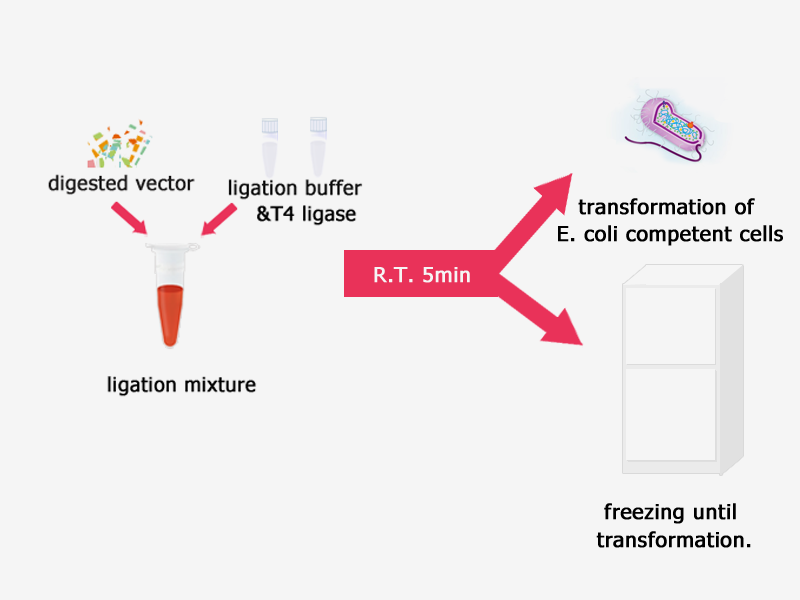 digested vector
ligation buffer
&T4 ligase
ligation mixture
R.T. 5min
transformation of
E. coli competent cells
freezing until
transformation.